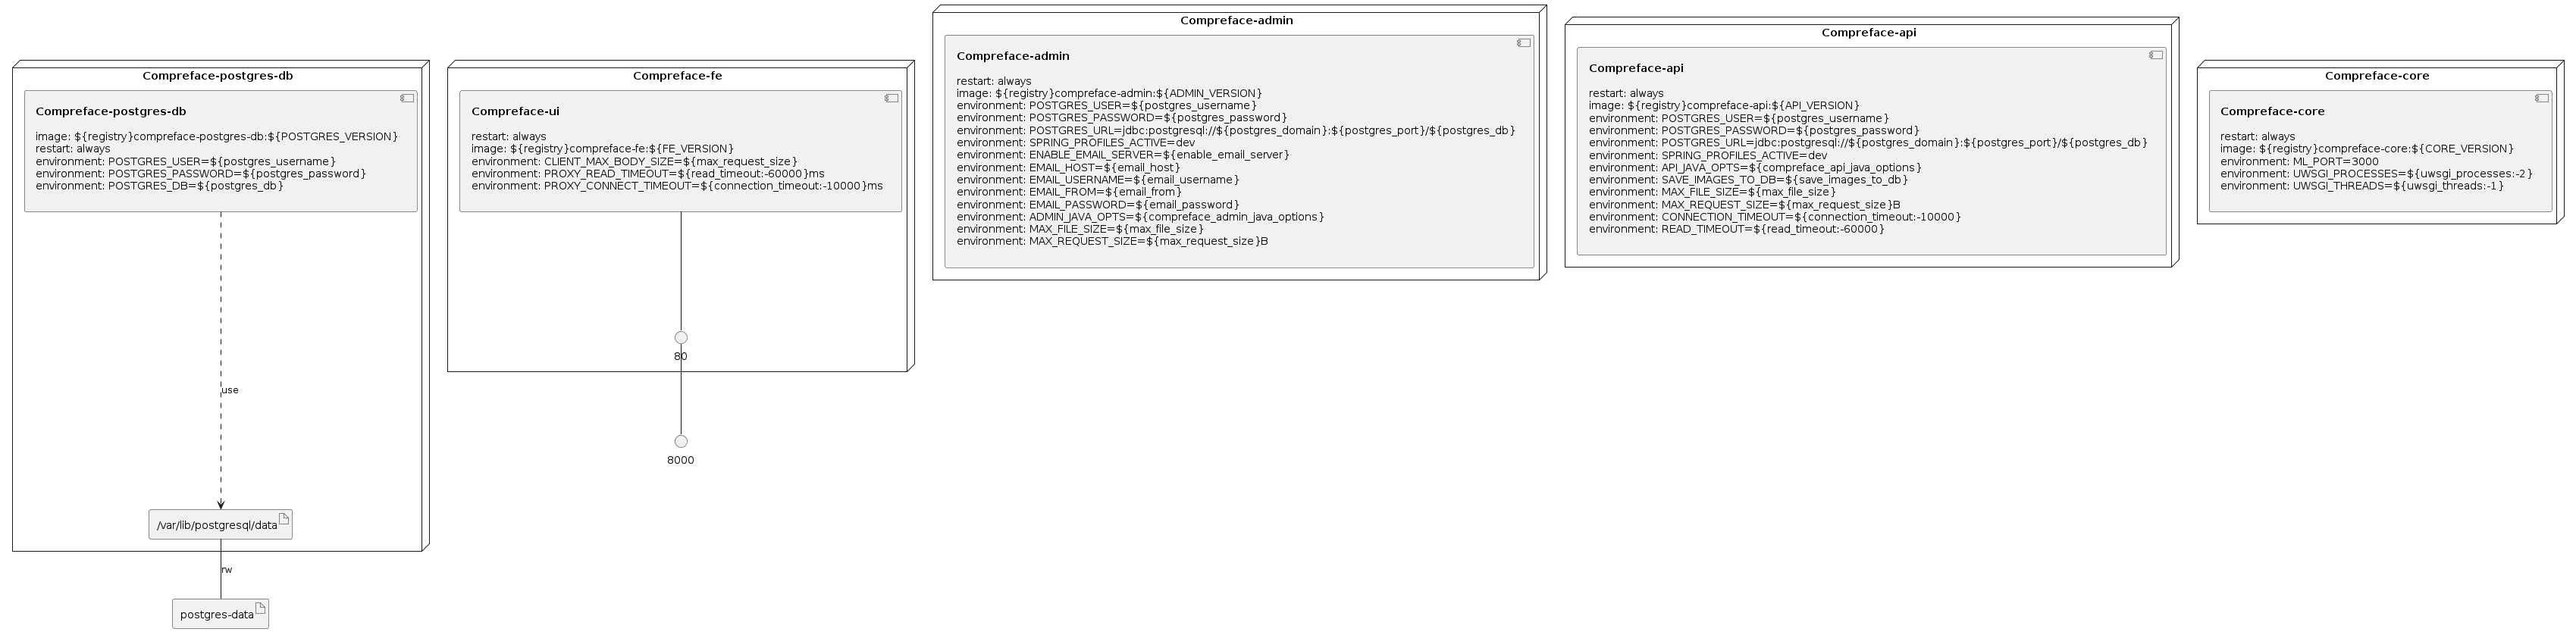 Compreface-postgres-db
Compreface-postgres-db
image: ${registry}compreface-postgres-db:${POSTGRES_VERSION}
restart: always
environment: POSTGRES_USER=${postgres_username}
environment: POSTGRES_PASSWORD=${postgres_password}
environment: POSTGRES_DB=${postgres_db}
use
/var/lib/postgresql/data
rw
postgres-data
Compreface-fe
Compreface-ui
restart: always
image: ${registry}compreface-fe:${FE_VERSION}
environment: CLIENT_MAX_BODY_SIZE=${max_request_size}
environment: PROXY_READ_TIMEOUT=${read_timeout:-60000}ms
environment: PROXY_CONNECT_TIMEOUT=${connection_timeout:-10000}ms
80
8000
Compreface-admin
Compreface-admin
restart: always
image: ${registry}compreface-admin:${ADMIN_VERSION}
environment: POSTGRES_USER=${postgres_username}
environment: POSTGRES_PASSWORD=${postgres_password}
environment: POSTGRES_URL=jdbc:postgresql://${postgres_domain}:${postgres_port}/${postgres_db}
environment: SPRING_PROFILES_ACTIVE=dev
environment: ENABLE_EMAIL_SERVER=${enable_email_server}
environment: EMAIL_HOST=${email_host}
environment: EMAIL_USERNAME=${email_username}
environment: EMAIL_FROM=${email_from}
environment: EMAIL_PASSWORD=${email_password}
environment: ADMIN_JAVA_OPTS=${compreface_admin_java_options}
environment: MAX_FILE_SIZE=${max_file_size}
environment: MAX_REQUEST_SIZE=${max_request_size}B
Compreface-api
Compreface-api
restart: always
image: ${registry}compreface-api:${API_VERSION}
environment: POSTGRES_USER=${postgres_username}
environment: POSTGRES_PASSWORD=${postgres_password}
environment: POSTGRES_URL=jdbc:postgresql://${postgres_domain}:${postgres_port}/${postgres_db}
environment: SPRING_PROFILES_ACTIVE=dev
environment: API_JAVA_OPTS=${compreface_api_java_options}
environment: SAVE_IMAGES_TO_DB=${save_images_to_db}
environment: MAX_FILE_SIZE=${max_file_size}
environment: MAX_REQUEST_SIZE=${max_request_size}B
environment: CONNECTION_TIMEOUT=${connection_timeout:-10000}
environment: READ_TIMEOUT=${read_timeout:-60000}
Compreface-core
Compreface-core
restart: always
image: ${registry}compreface-core:${CORE_VERSION}
environment: ML_PORT=3000
environment: UWSGI_PROCESSES=${uwsgi_processes:-2}
environment: UWSGI_THREADS=${uwsgi_threads:-1}